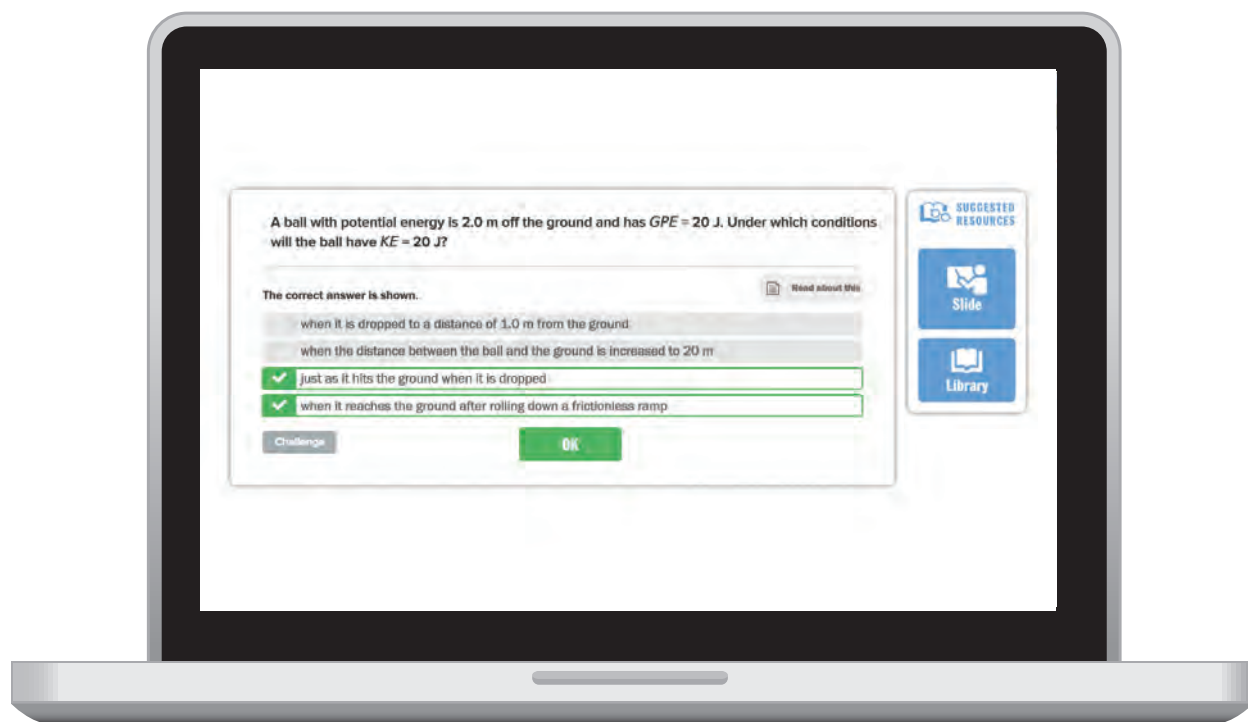 A ball with potential energy is 2.0 m off the ground and has GPE = 20 J. Under which conditions
will the ball have KE = 20 J?
SUGGESTED
RESOURCES
The correct answer is shown.
Read about this
when it is dropped to a distance of 1.0 m from the ground
when the distance between the ball and the ground is increased to 20 m
just as it hits the ground when it is dropped
when it reaches the ground after rolling down a frictionless ramp
Challenge
OK
Slide
Library